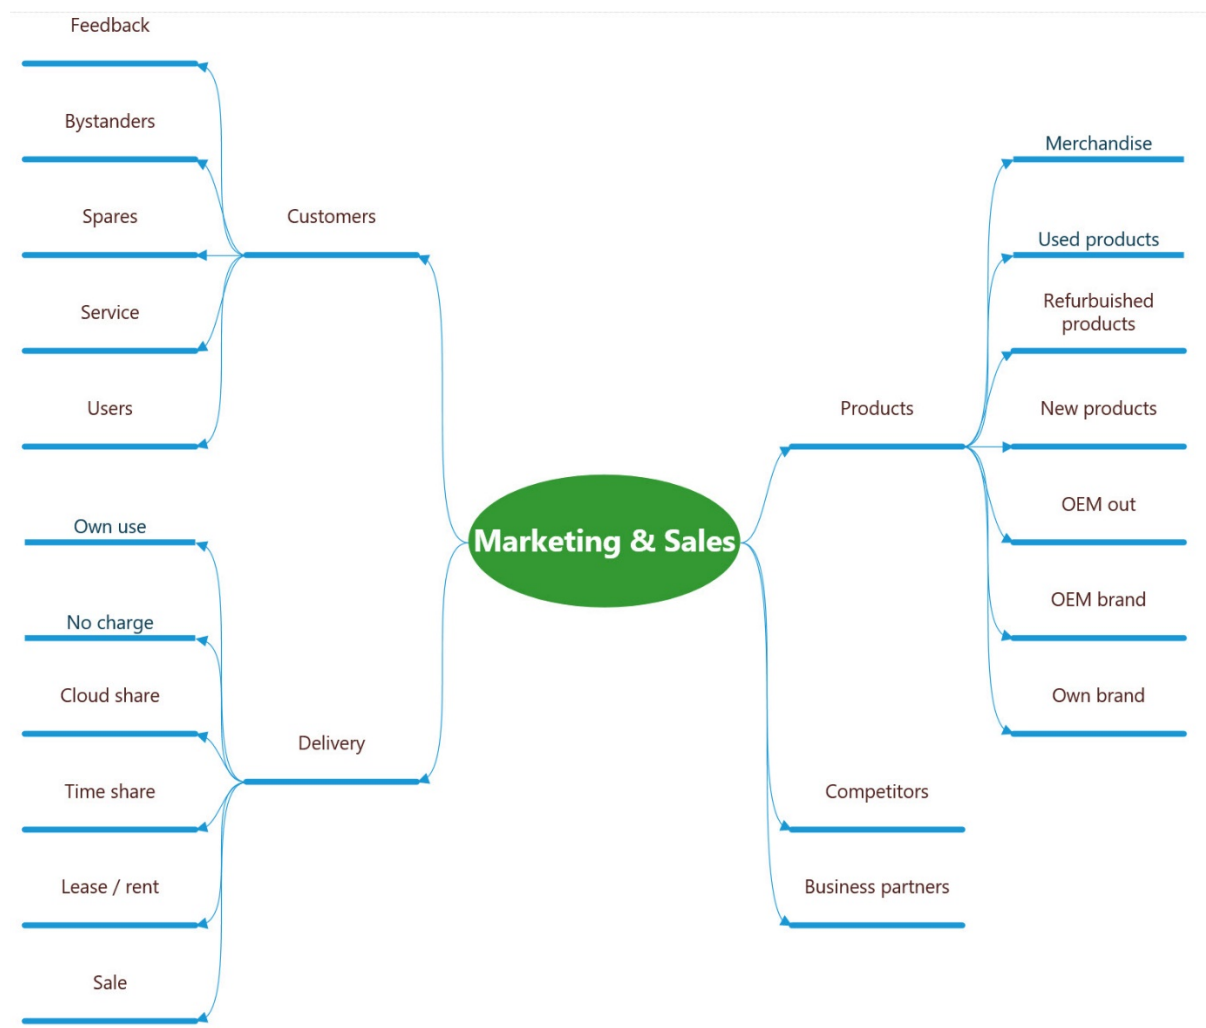 Feedback
Bystanders
Spares
Service
Users
Customers
Own use
No charge
Cloud share
Time share
Lease / rent
Sale
Delivery
Marketing & Sales
Products
Merchandise
Used products
Refurbuished
products
New products
OEM out
OEM brand
Own brand
Competitors
Business partners